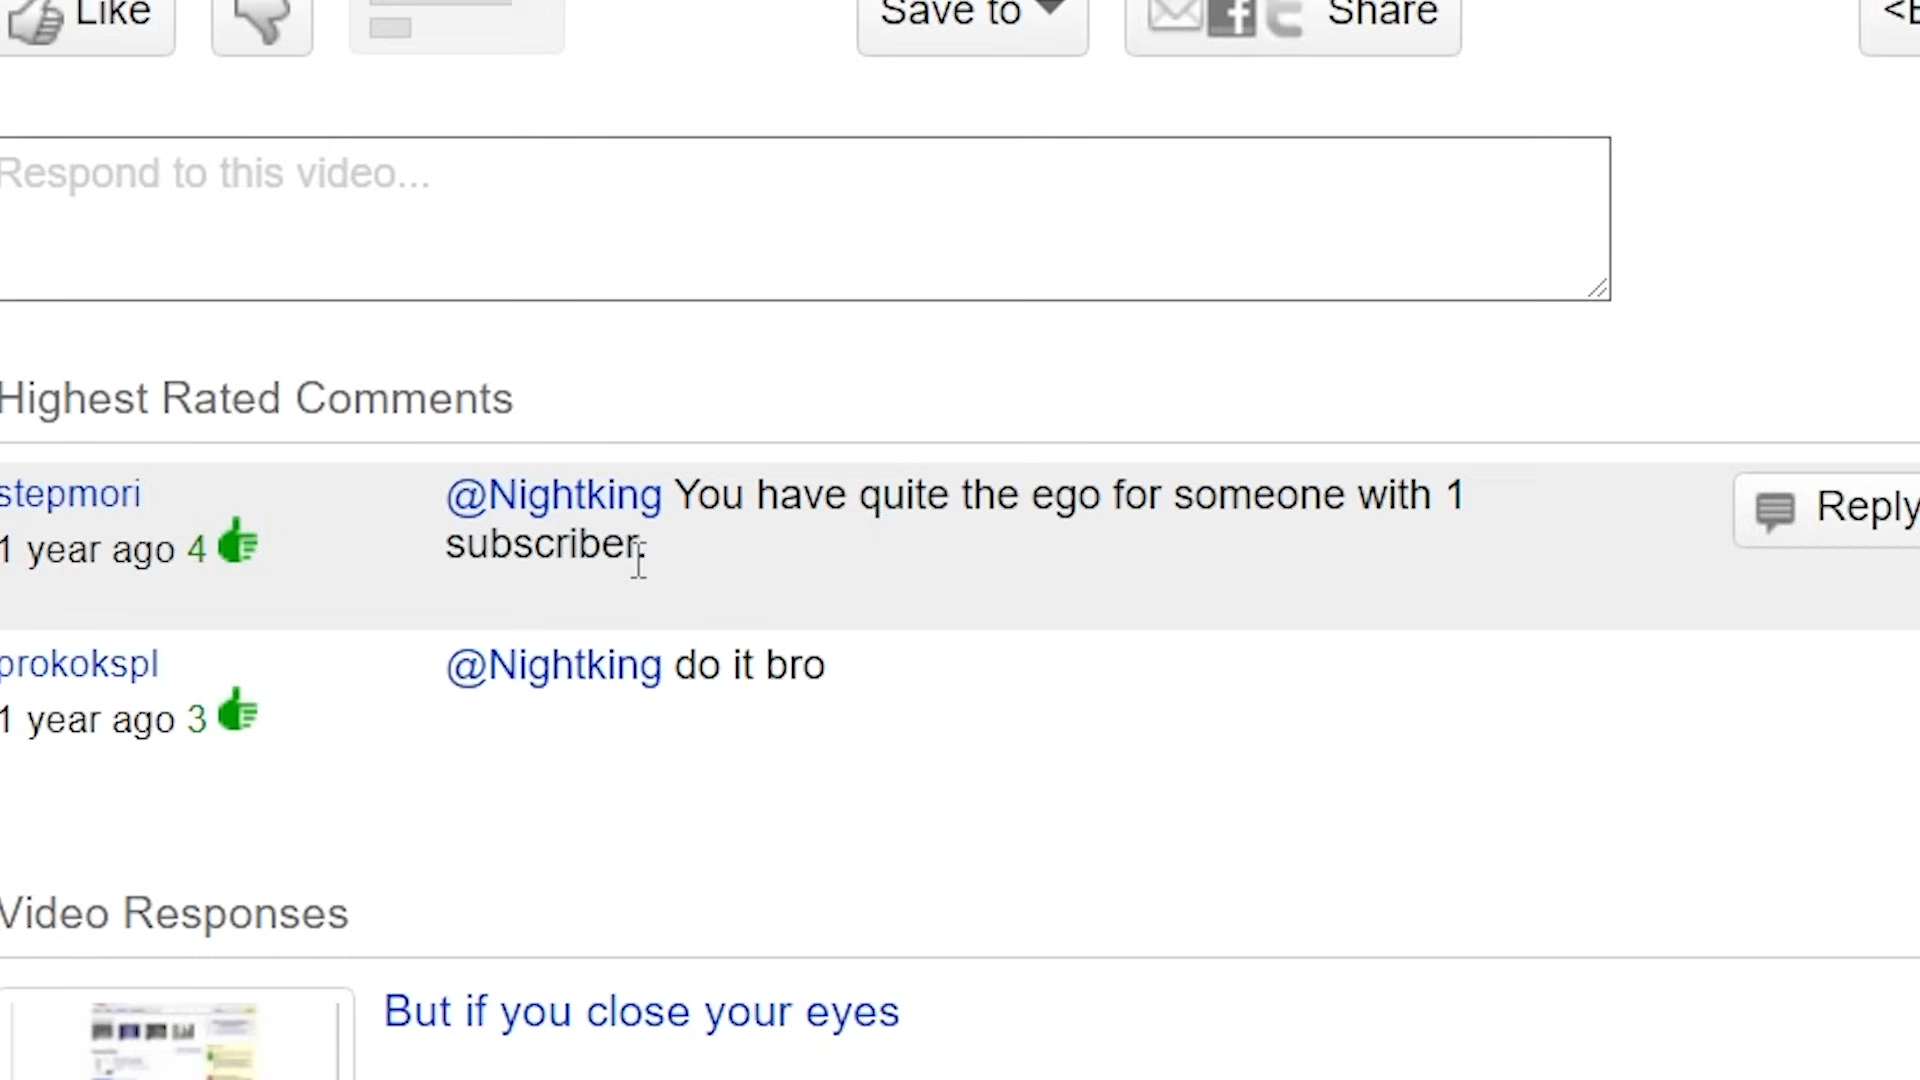 Like
Save to
Share
<E
Respond to this video...
Highest Rated Comments
stepmori
@Nightking You have quite the ego for someone with 1
subscriber.
1 year ago 4
Reply
prokokspl
@Nightking do it bro
1 year ago 3
Video Responses
But if you close your eyes